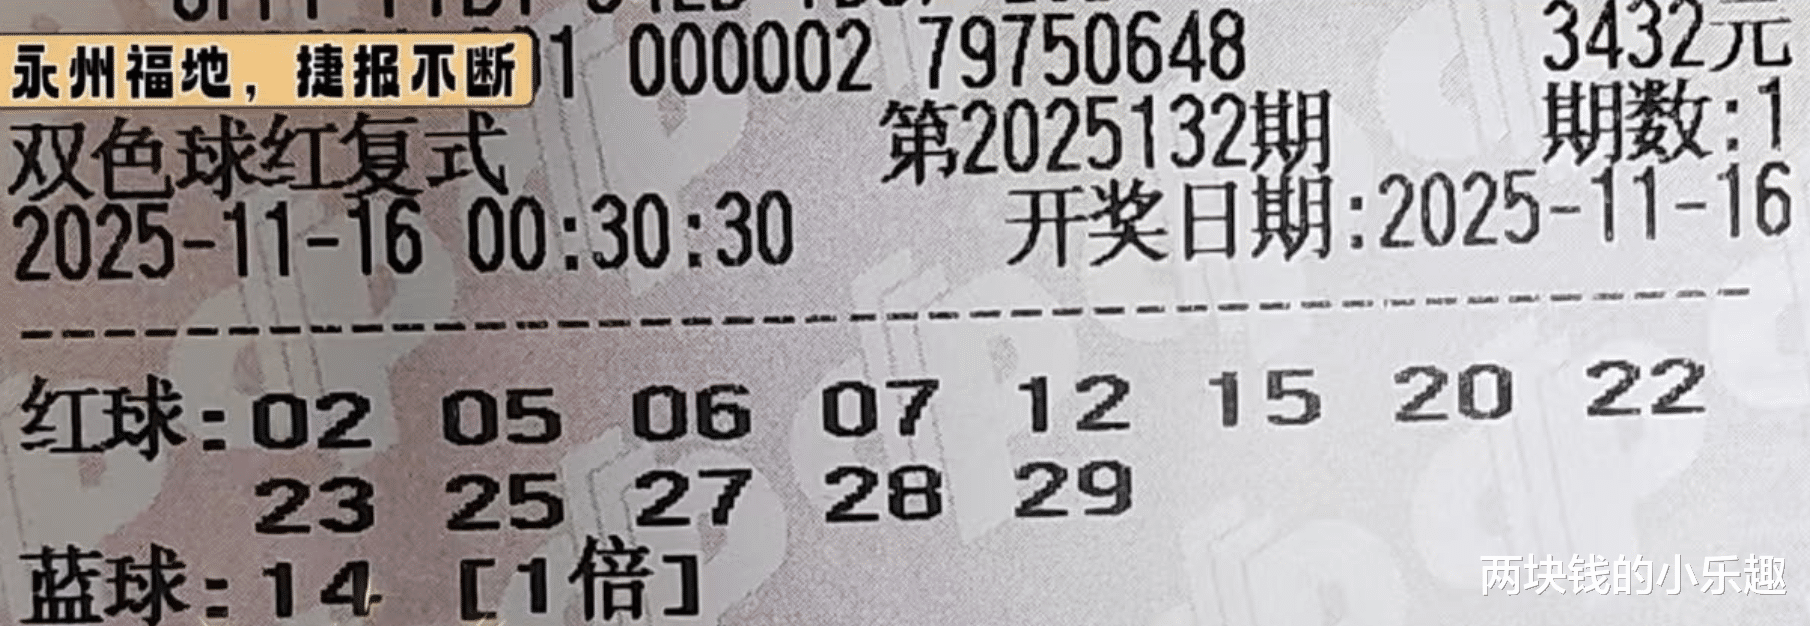 永州福地，捷报不断
01 000002 79750648 3432元
双色球红复式 第2025132期 期数:1
2025-11-16 00:30:30 开奖日期:2025-11-16
红球:02 05 06 07 12 15 20 22
23 25 27 28 29
蓝球:14 [1倍]
两块钱的小乐趣